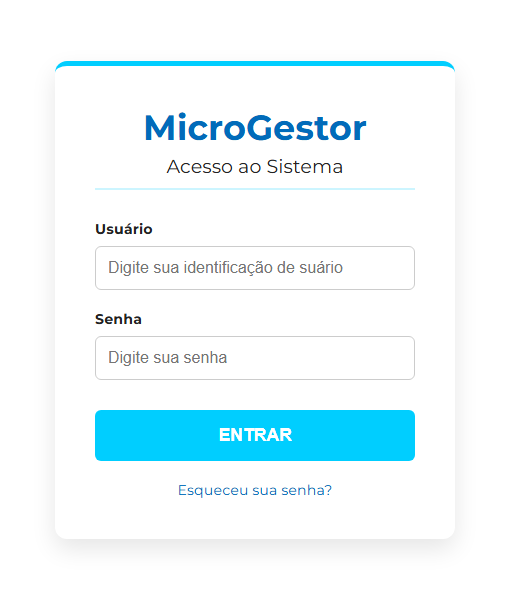 MicroGestor
Acesso ao Sistema
Usuário
Digite sua identificação de suário
Senha
Digite sua senha
ENTRAR
Esqueceu sua senha?